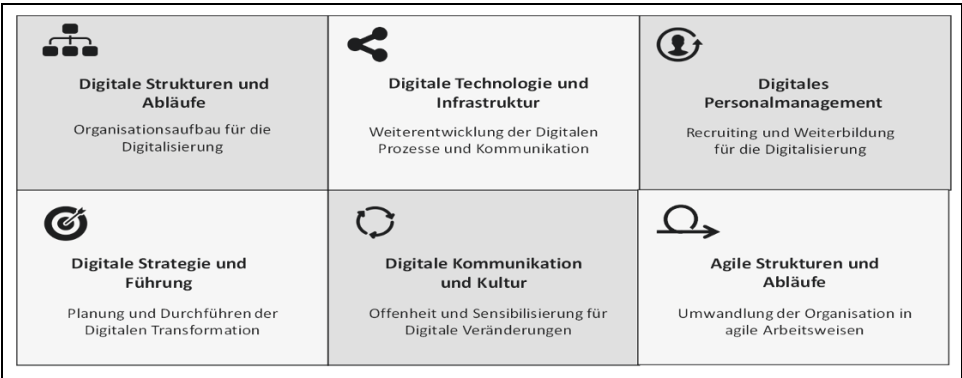 Digitale Strukturen und
Abläufe
Organisationsaufbau für die
Digitalisierung
Digitale Technologie und
Infrastruktur
Weiterentwicklung der Digitalen
Prozesse und Kommunikation
Digitales
Personalmanagement
Recruiting und Weiterbildung
für die Digitalisierung
Digitale Strategie und
Führung
Planung und Durchführen der
Digitalen Transformation
Digitale Kommunikation
und Kultur
Offenheit und Sensibilisierung für
Digitale Veränderungen
Agile Strukturen und
Abläufe
Umwandlung der Organisation in
agile Arbeitsweisen